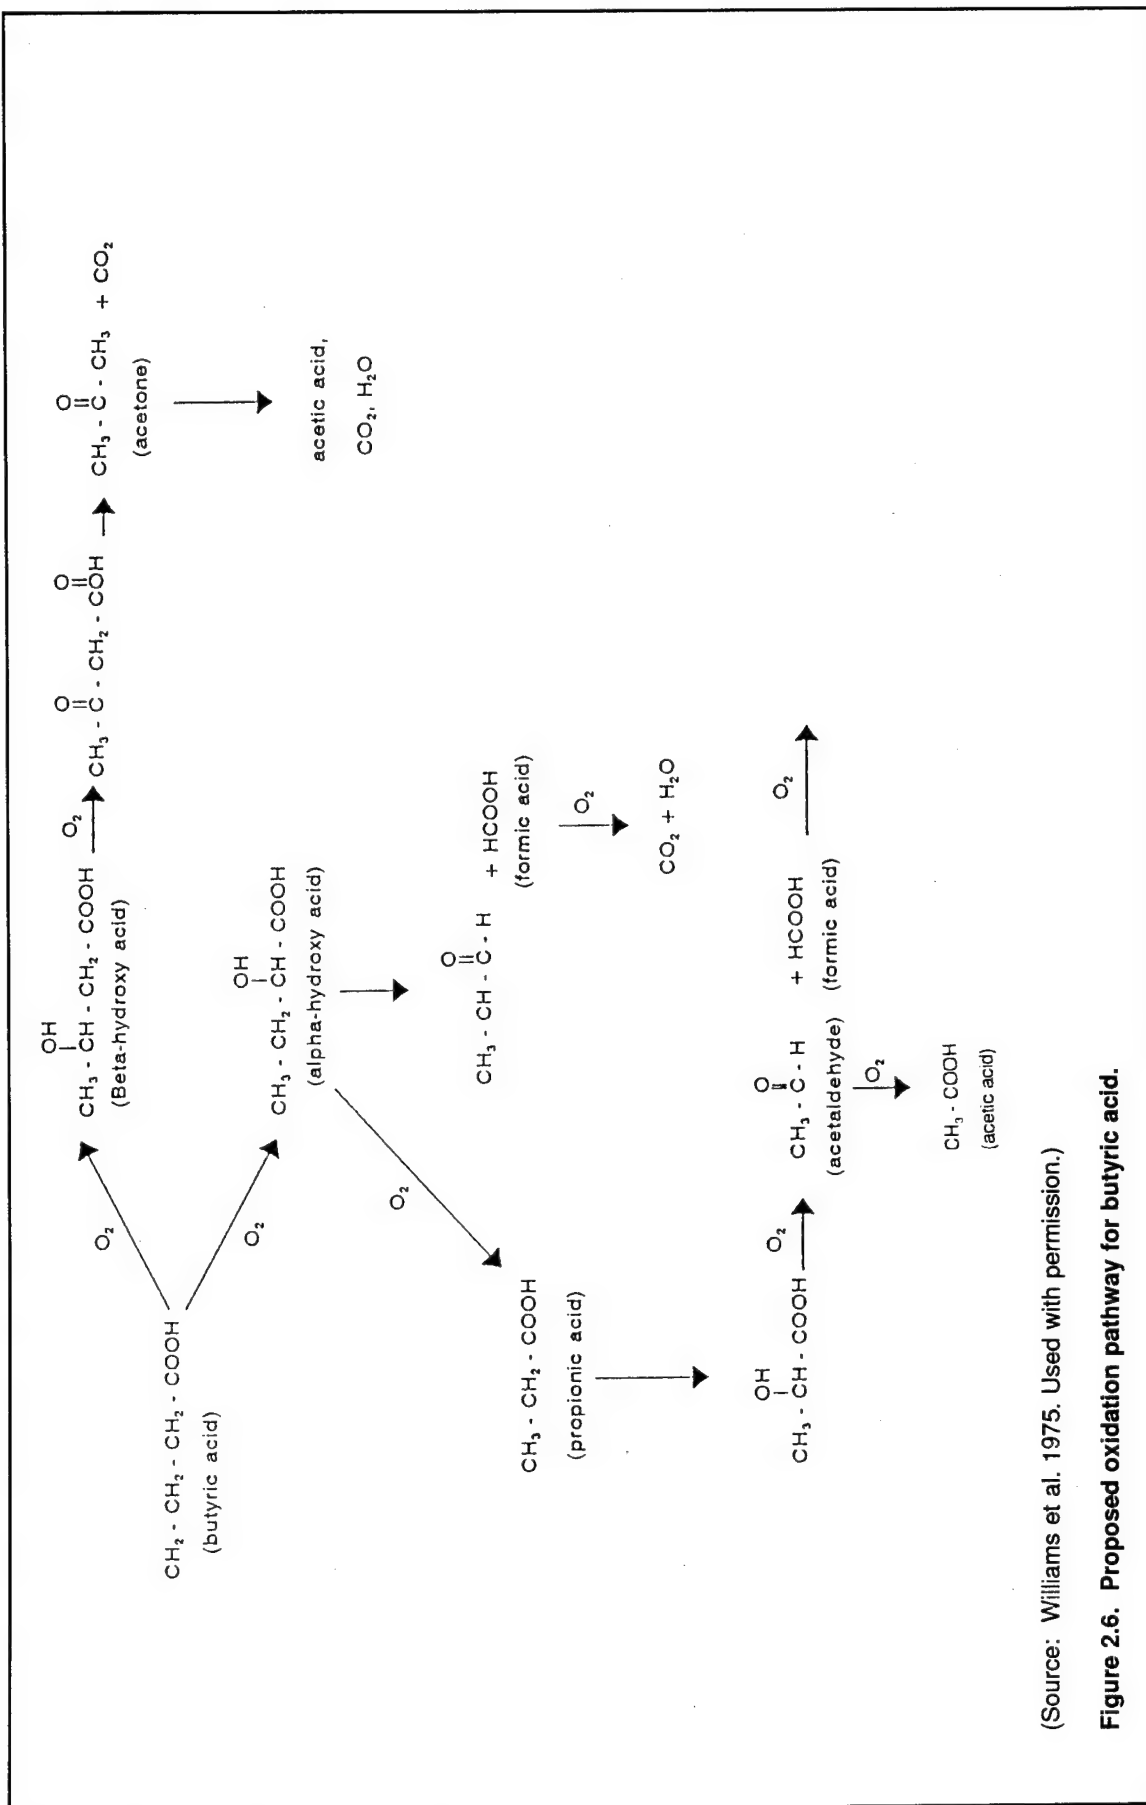 OH
CH₃ - CH - CH₂ - COOH
(Beta-hydroxy acid)
O₂
O O
CH₃ - C - CH₂ - COH
O
CH₃ - C - CH₃ + CO₂
(acetone)
acetic acid,
CO₂, H₂O
O₂
CH₂ - CH₂ - CH₂ - COOH
(butyric acid)
O₂
OH
CH₃ - CH₂ - CH - COOH
(alpha-hydroxy acid)
O₂
O
CH₃ - CH - C - H + HCOOH
(formic acid)
O₂
CO₂ + H₂O
CH₃ - CH₂ - COOH
(propionic acid)
OH
CH₃ - CH - COOH
O₂
O
CH₃ - C - H + HCOOH
(acetaldehyde) (formic acid)
O₂
O₂
CH₃ - COOH
(acetic acid)
(Source: Williams et al. 1975. Used with permission.)
Figure 2.6. Proposed oxidation pathway for butyric acid.